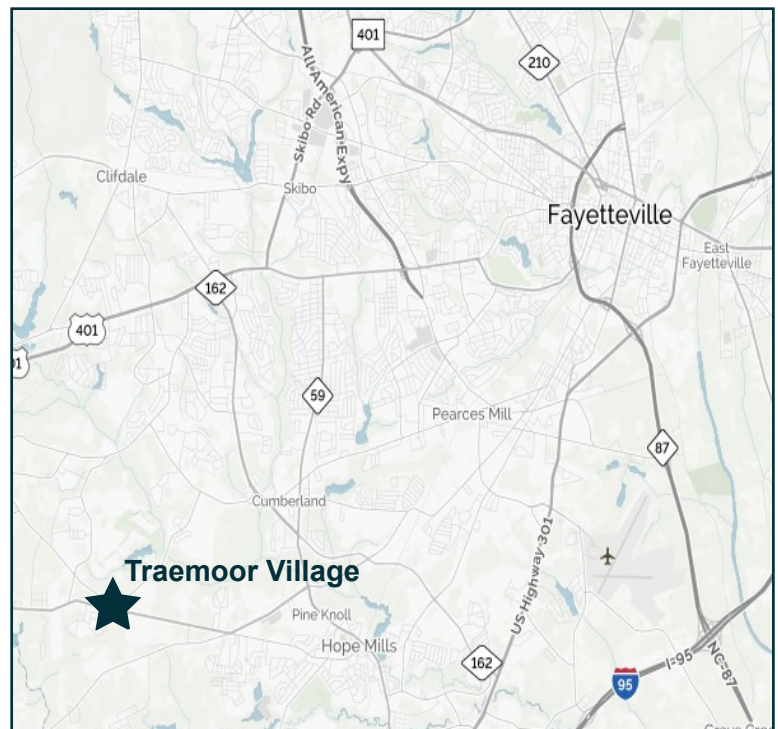 401
210
All-American-Expy
Skibo Rd
Clifdale
Skibo
Fayetteville
East
Fayetteville
162
401
59
Pearces Mill
87
Cumberland
US-Highway-301
Traemoor Village
Pine Knoll
Hope Mills
162
I-95
NC-87
95